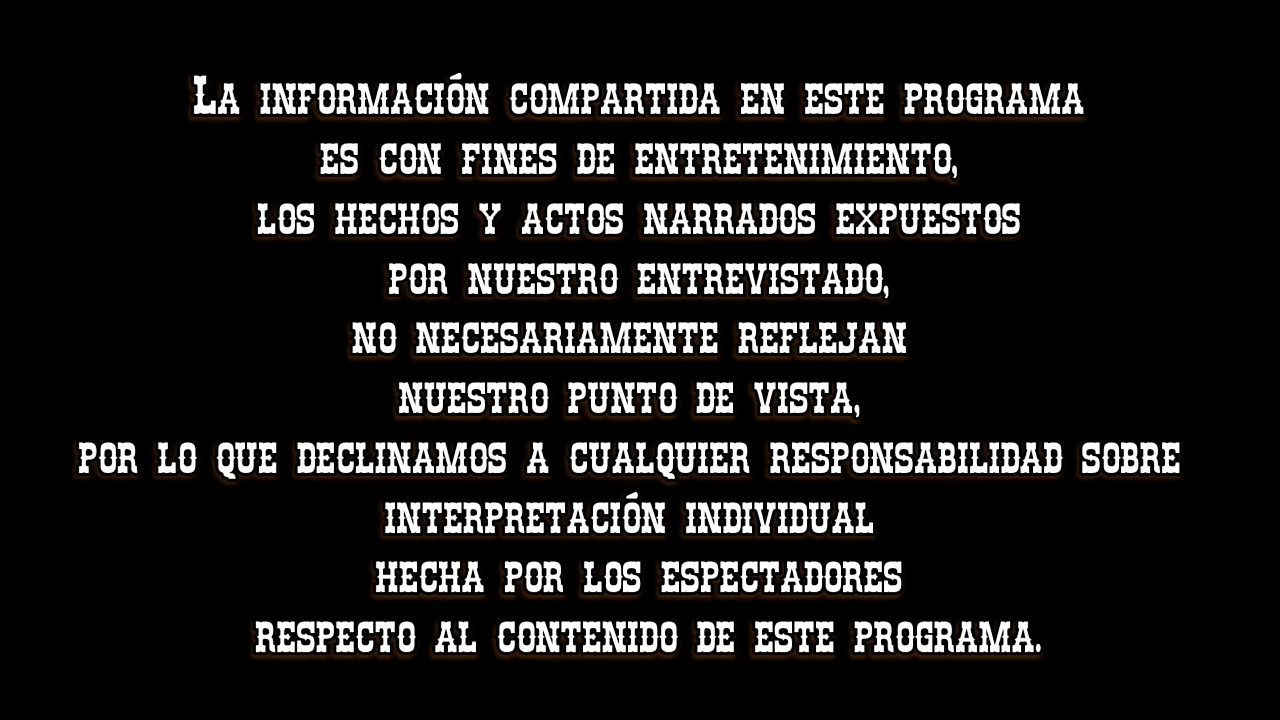 La información compartida en este programa
es con fines de entretenimiento,
los hechos y actos narrados expuestos
por nuestro entrevistado,
no necesariamente reflejan
nuestro punto de vista,
por lo que declinamos a cualquier responsabilidad sobre
interpretación individual
hecha por los espectadores
respecto al contenido de este programa.